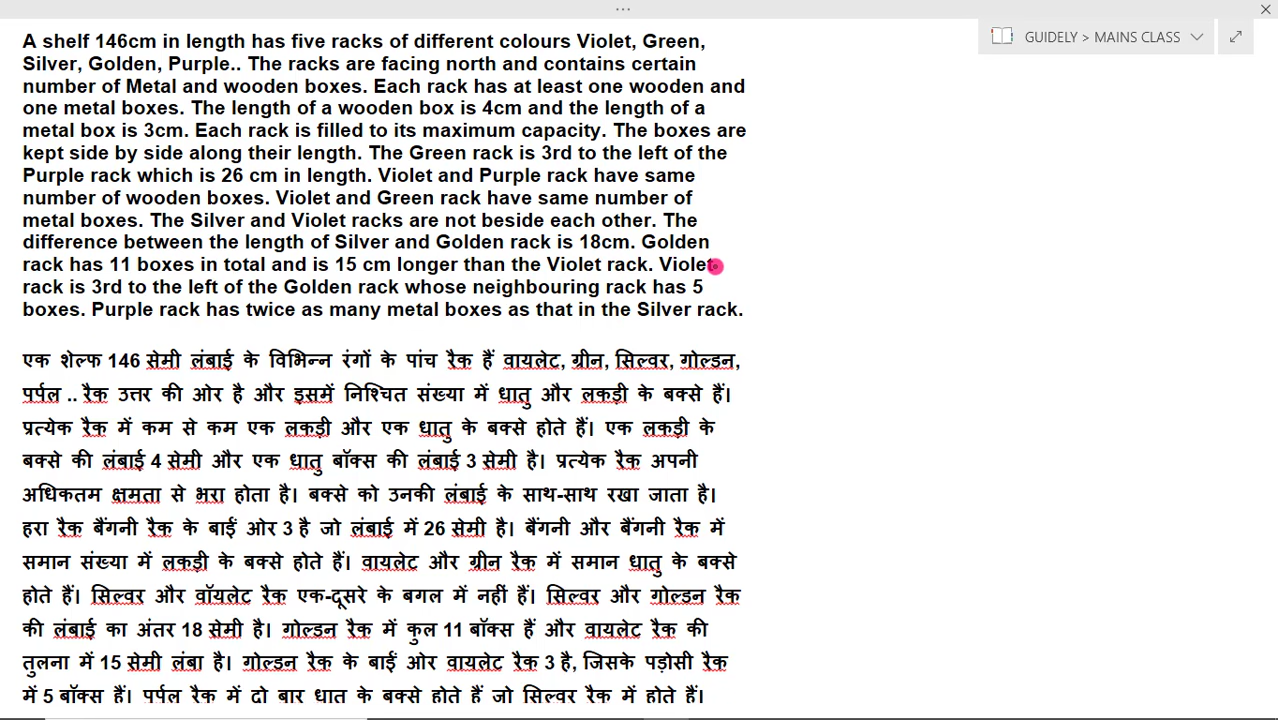 GUIDELY > MAINS CLASS
A shelf 146cm in length has five racks of different colours Violet, Green,
Silver, Golden, Purple.. The racks are facing north and contains certain
number of Metal and wooden boxes. Each rack has at least one wooden and
one metal boxes. The length of a wooden box is 4cm and the length of a
metal box is 3cm. Each rack is filled to its maximum capacity. The boxes are
kept side by side along their length. The Green rack is 3rd to the left of the
Purple rack which is 26 cm in length. Violet and Purple rack have same
number of wooden boxes. Violet and Green rack have same number of
metal boxes. The Silver and Violet racks are not beside each other. The
difference between the length of Silver and Golden rack is 18cm. Golden
rack has 11 boxes in total and is 15 cm longer than the Violet rack. Violet
rack is 3rd to the left of the Golden rack whose neighbouring rack has 5
boxes. Purple rack has twice as many metal boxes as that in the Silver rack.
एक शेल्फ 146 सेमी लंबाई के विभिन्न रंगों के पांच रैक हैं वायलेट, ग्रीन, सिल्वर, गोल्डन,
पर्पल .. रैक उत्तर की ओर है और इसमें निश्चित संख्या में धातु और लकड़ी के बक्से हैं।
प्रत्येक रैक में कम से कम एक लकड़ी और एक धातु के बक्से होते हैं। एक लकड़ी के
बक्से की लंबाई 4 सेमी और एक धातु बॉक्स की लंबाई 3 सेमी है। प्रत्येक रैक अपनी
अधिकतम क्षमता से भरा होता है। बक्से को उनकी लंबाई के साथ-साथ रखा जाता है।
हरा रैक बैंगनी रैक के बाईं ओर 3 है जो लंबाई में 26 सेमी है। बैंगनी और बैंगनी रैक में
समान संख्या में लकड़ी के बक्से होते हैं। वायलेट और ग्रीन रैक में समान धातु के बक्से
होते हैं। सिल्वर और वॉयलेट रैक एक-दूसरे के बगल में नहीं हैं। सिल्वर और गोल्डन रैक
की लंबाई का अंतर 18 सेमी है। गोल्डन रैक में कुल 11 बॉक्स हैं और वायलेट रैक की
तुलना में 15 सेमी लंबा है। गोल्डन रैक के बाईं ओर वायलेट रैक 3 है, जिसके पड़ोसी रैक
में 5 बॉक्स हैं। पर्पल रैक में दो बार धातु के बक्से होते हैं जो सिल्वर रैक में होते हैं।